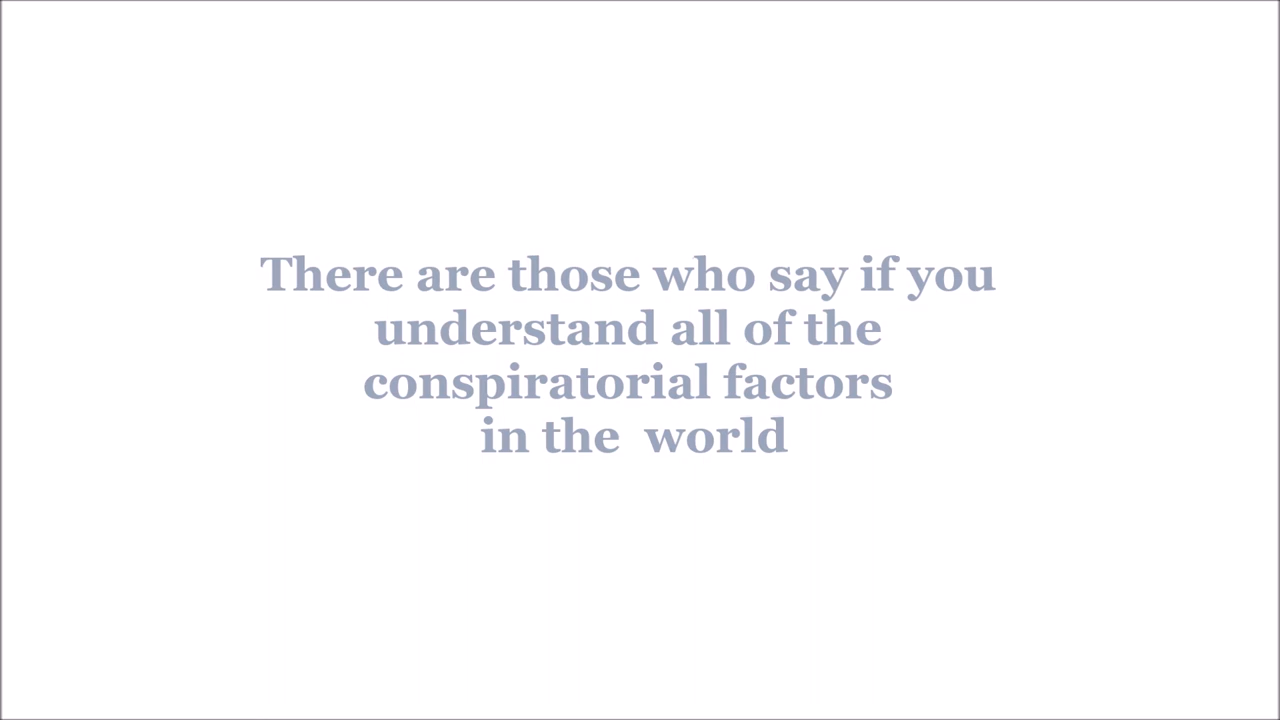 There are those who say if you
understand all of the
conspiratorial factors
in the  world